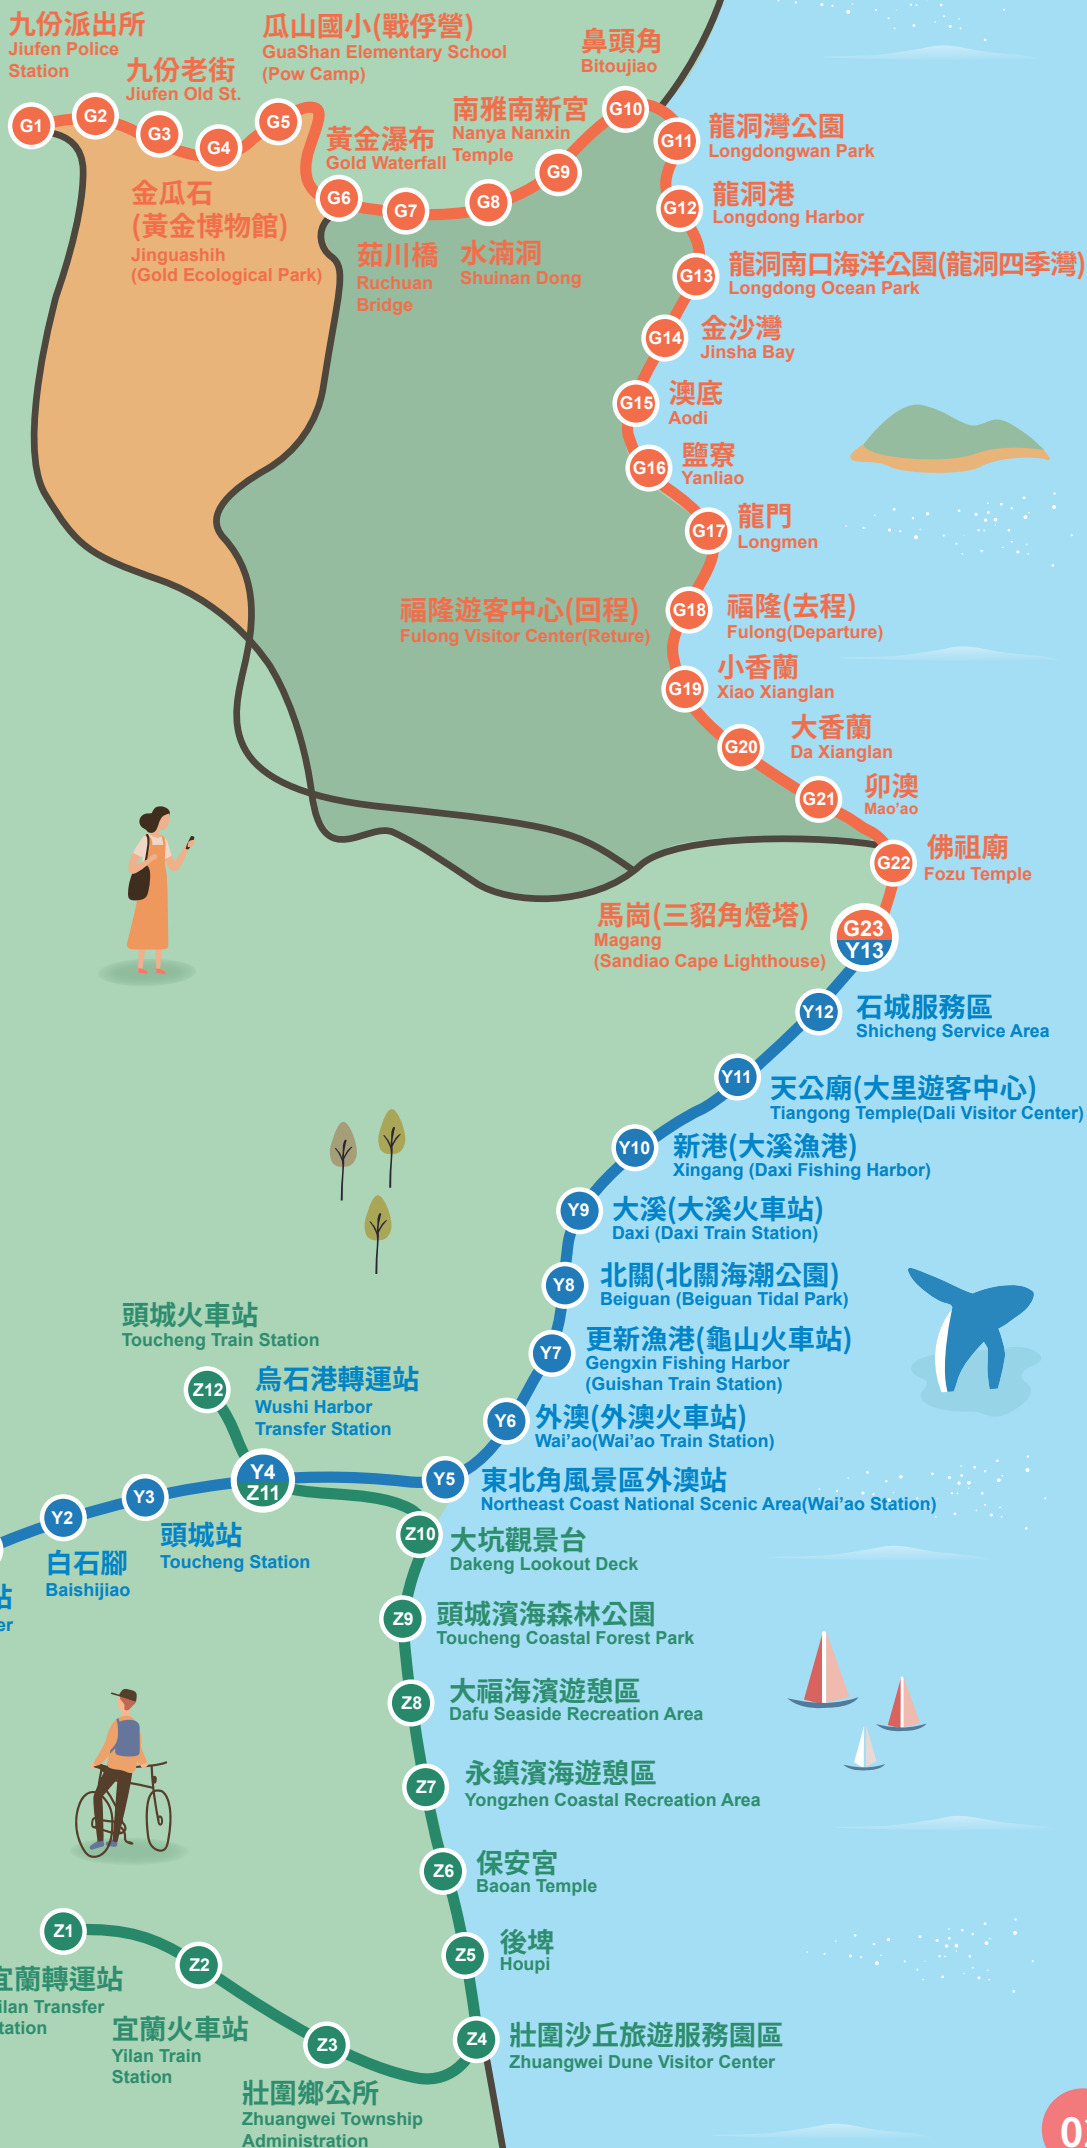 九份派出所
Jiufen Police
Station
G1
G2
九份老街
Jiufen Old St.
G3
G4
金瓜石
(黃金博物館)
Jinguashih
(Gold Ecological Park)
瓜山國小(戰俘營)
GuaShan Elementary School
(Pow Camp)
G5
黃金瀑布
Gold Waterfall
G6
G7
茹川橋
Ruchuan
Bridge
G8
水湳洞
Shuinan Dong
南雅南新宮
Nanya Nanxin
Temple
G9
鼻頭角
Bitoujiao
G10
G11
龍洞灣公園
Longdongwan Park
G12
龍洞港
Longdong Harbor
G13
龍洞南口海洋公園(龍洞四季灣)
Longdong Ocean Park
G14
金沙灣
Jinsha Bay
G15
澳底
Aodi
G16
鹽寮
Yanliao
G17
龍門
Longmen
福隆遊客中心(回程)
Fulong Visitor Center(Reture)
G18
福隆(去程)
Fulong(Departure)
G19
小香蘭
Xiao Xianglan
G20
大香蘭
Da Xianglan
G21
卯澳
Mao'ao
G22
佛祖廟
Fozu Temple
馬崗(三貂角燈塔)
Magang
(Sandiao Cape Lighthouse)
G23
Y13
Y12
石城服務區
Shicheng Service Area
Y11
天公廟(大里遊客中心)
Tiangong Temple(Dali Visitor Center)
Y10
新港(大溪漁港)
Xingang (Daxi Fishing Harbor)
Y9
大溪(大溪火車站)
Daxi (Daxi Train Station)
Y8
北關(北關海潮公園)
Beiguan (Beiguan Tidal Park)
Y7
更新漁港(龜山火車站)
Gengxin Fishing Harbor
(Guishan Train Station)
Y6
外澳(外澳火車站)
Wai'ao(Wai'ao Train Station)
Y5
東北角風景區外澳站
Northeast Coast National Scenic Area(Wai'ao Station)
頭城火車站
Toucheng Train Station
Z12
烏石港轉運站
Wushi Harbor
Transfer Station
Y4
Z11
Y3
頭城站
Toucheng Station
Y2
白石腳
Baishijiao
站
er
Z10
大坑觀景台
Dakeng Lookout Deck
Z9
頭城濱海森林公園
Toucheng Coastal Forest Park
Z8
大福海濱遊憩區
Dafu Seaside Recreation Area
Z7
永鎮濱海遊憩區
Yongzhen Coastal Recreation Area
Z6
保安宮
Baoan Temple
Z5
後埤
Houpi
Z4
壯圍沙丘旅遊服務園區
Zhuangwei Dune Visitor Center
Z1
宜蘭轉運站
ilan Transfer
tation
Z2
宜蘭火車站
Yilan Train
Station
Z3
壯圍鄉公所
Zhuangwei Township
Administration